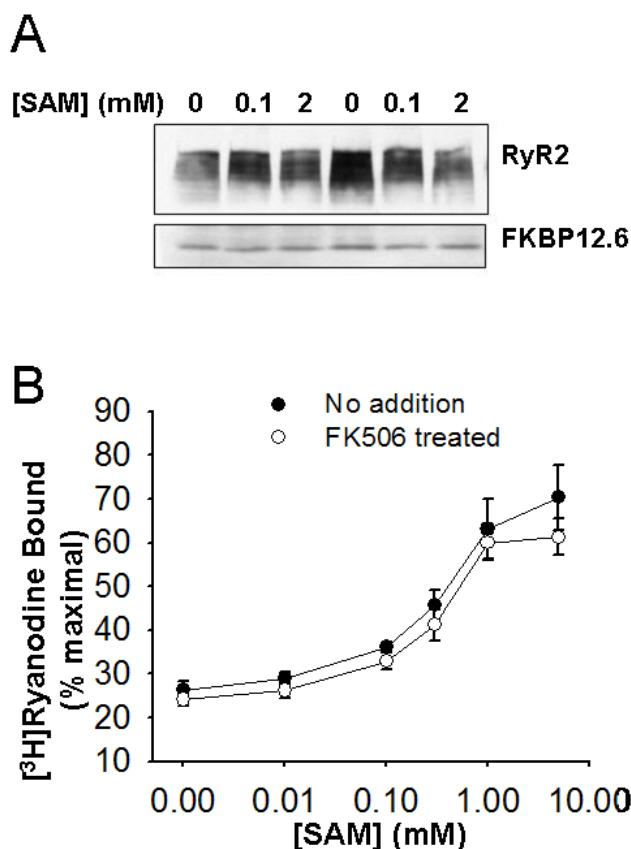 A
[SAM] (mM) 0 0.1 2 0 0.1 2
RyR2
FKBP12.6
B
No addition
FK506 treated
90
80
70
60
50
40
30
20
10
[³H]Ryanodine Bound
(% maximal)
0.00 0.01 0.10 1.00 10.00
[SAM] (mM)